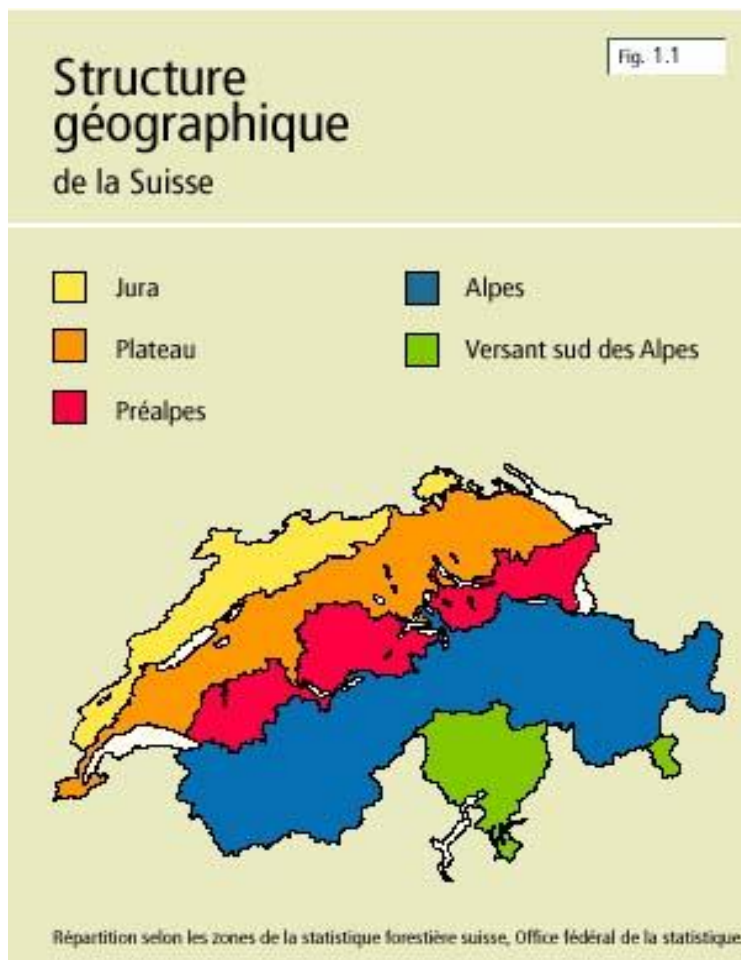 Fig. 1.1
Structure
géographique
de la Suisse
Jura
Plateau
Préalpes
Alpes
Versant sud des Alpes
Répartition selon les zones de la statistique forestière suisse, Office fédéral de la statistique